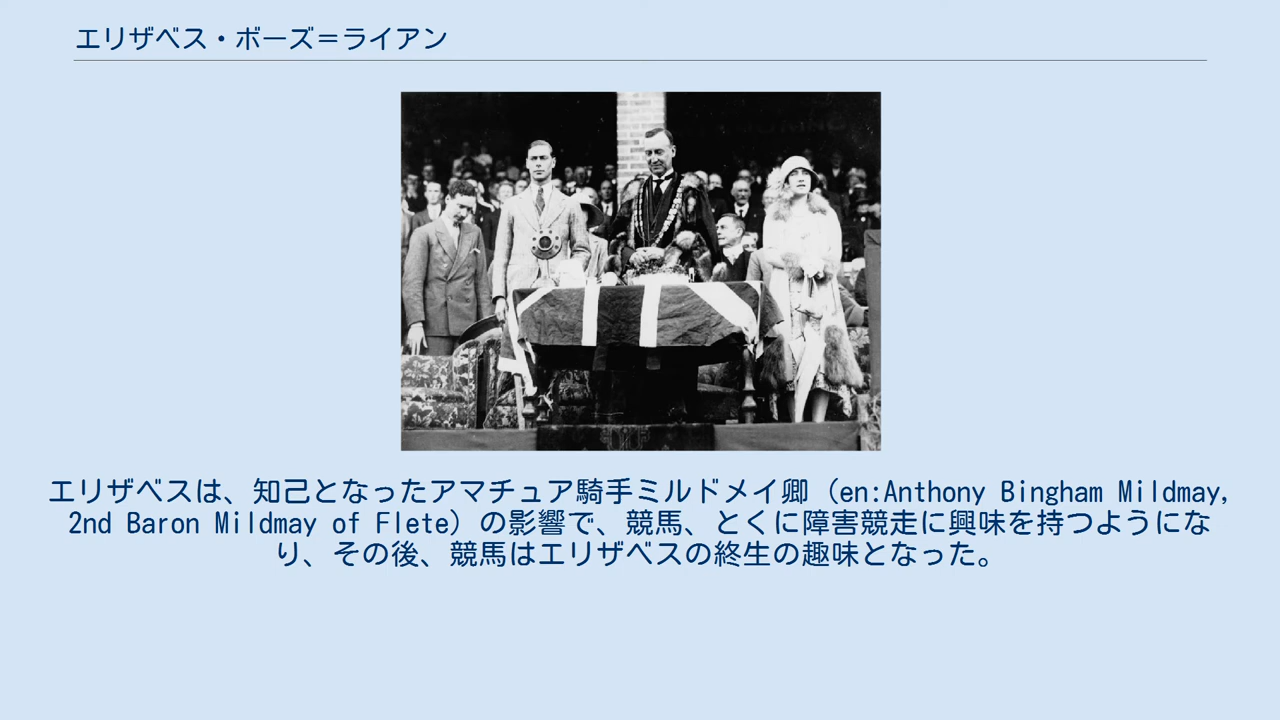 エリザベス・ボーズ＝ライアン
エリザベスは、知己となったアマチュア騎手ミルドメイ卿（en:Anthony Bingham Mildmay,
2nd Baron Mildmay of Flete）の影響で、競馬、とくに障害競走に興味を持つようにな
り、その後、競馬はエリザベスの終生の趣味となった。